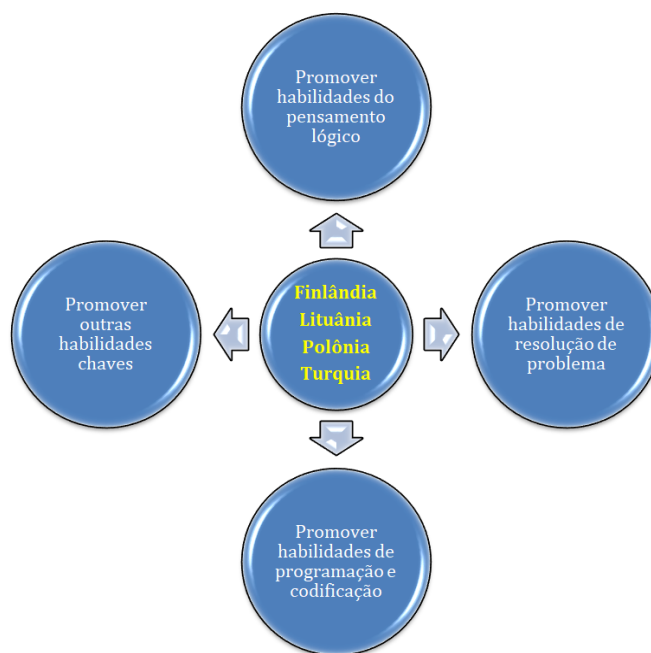 Promover
habilidades do
pensamento
lógico
Promover
outras
habilidades
chaves
Finlândia
Lituânia
Polônia
Turquia
Promover
habilidades de
resolução de
problema
Promover
habilidades de
programação e
codificação